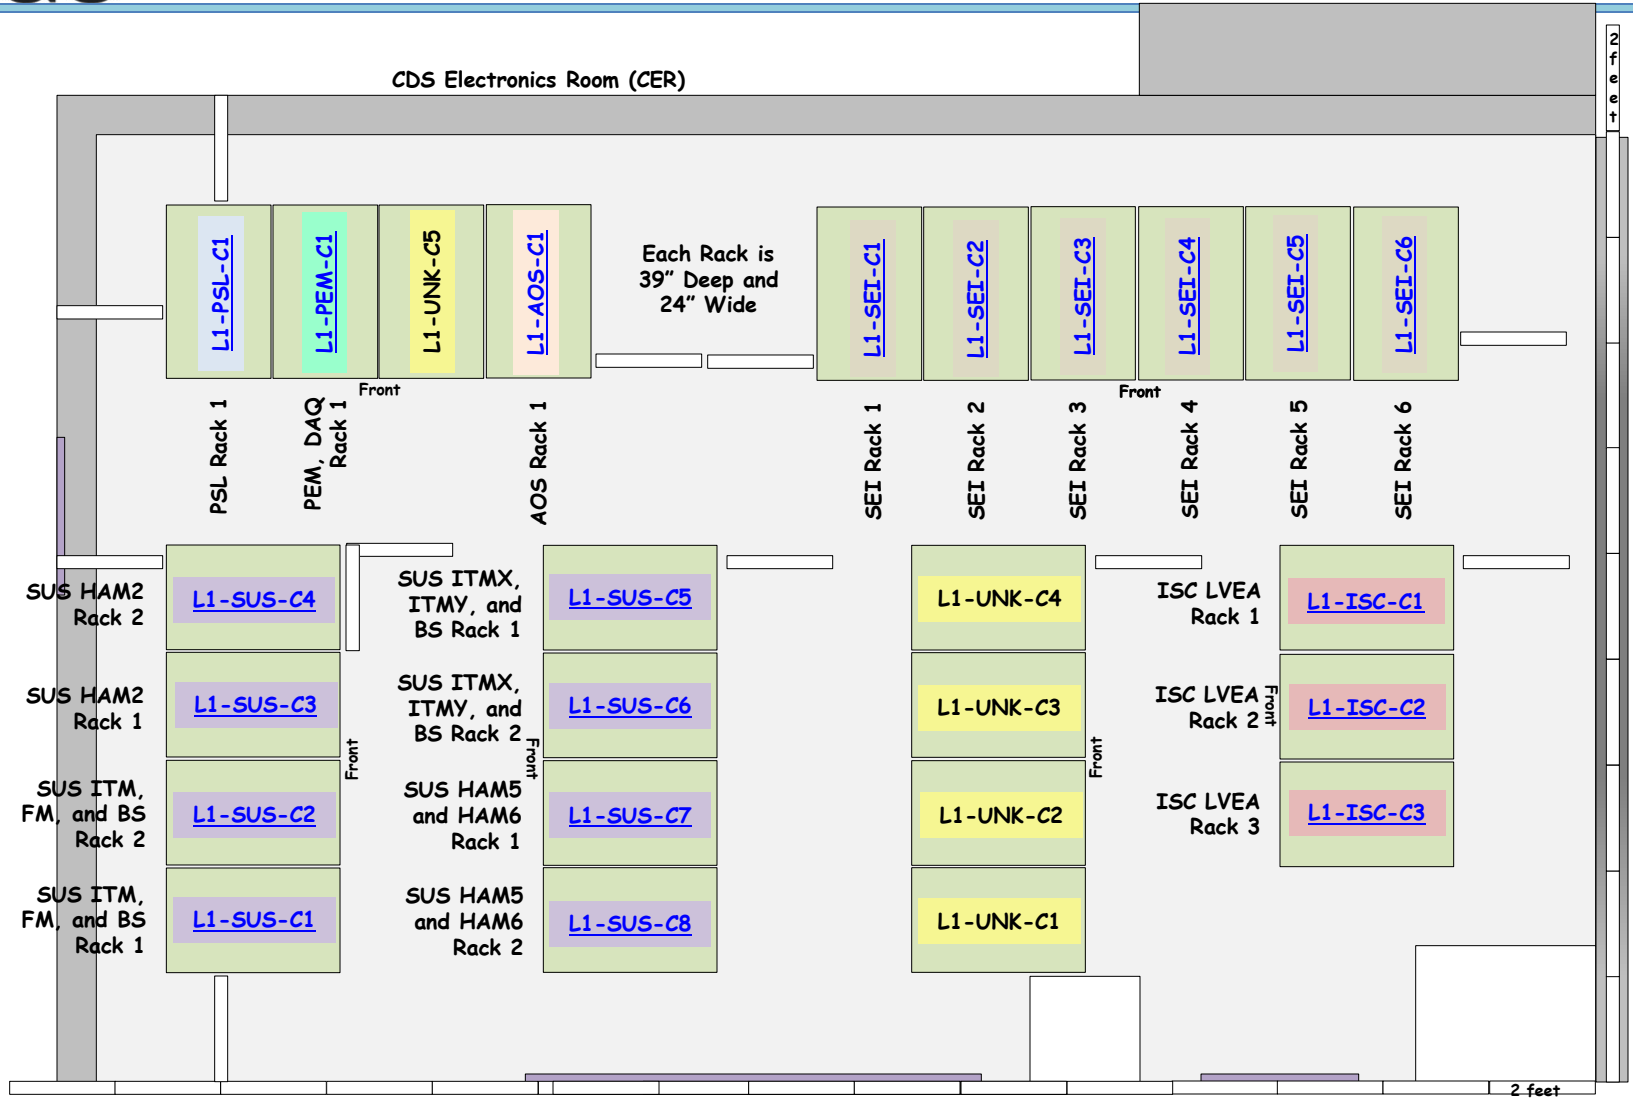 CDS Electronics Room (CER)
2 feet
L1-PSL-C1
L1-PEM-C1
L1-UNK-C5
L1-AOS-C1
Each Rack is
39” Deep and
24” Wide
L1-SEI-C1
L1-SEI-C2
L1-SEI-C3
L1-SEI-C4
L1-SEI-C5
L1-SEI-C6
Front
Front
PSL Rack 1
PEM, DAQ
Rack 1
AOS Rack 1
SEI Rack 1
SEI Rack 2
SEI Rack 3
SEI Rack 4
SEI Rack 5
SEI Rack 6
SUS HAM2
Rack 2
L1-SUS-C4
SUS ITMX,
ITMY, and
BS Rack 1
L1-SUS-C5
L1-UNK-C4
ISC LVEA
Rack 1
L1-ISC-C1
SUS HAM2
Rack 1
L1-SUS-C3
SUS ITMX,
ITMY, and
BS Rack 2
L1-SUS-C6
L1-UNK-C3
ISC LVEA
Rack 2
Front
L1-ISC-C2
Front
Front
Front
SUS ITM,
FM, and BS
Rack 2
L1-SUS-C2
SUS HAM5
and HAM6
Rack 1
L1-SUS-C7
L1-UNK-C2
ISC LVEA
Rack 3
L1-ISC-C3
SUS ITM,
FM, and BS
Rack 1
L1-SUS-C1
SUS HAM5
and HAM6
Rack 2
L1-SUS-C8
L1-UNK-C1
2 feet